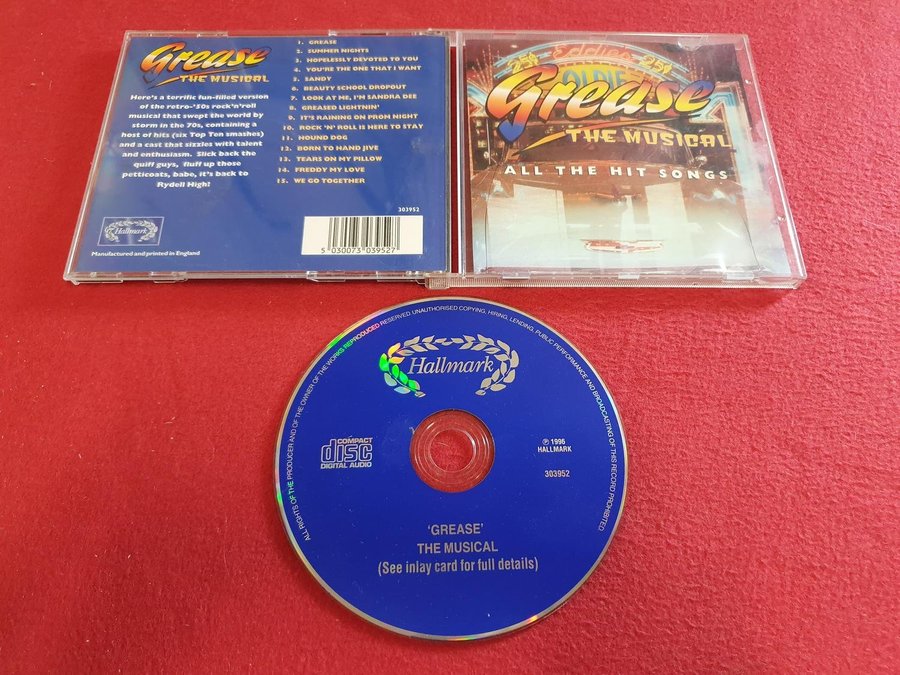 Grease
THE MUSICAL
Here's a terrific fun-filled version
of the retro-'50s rock'n'roll
musical that swept the world by
storm in the 70s, containing a
host of hits (six Top Ten smashes)
and a cast that sizzles with talent
and enthusiasm. Slick back the
quiff guys, fluff up those
petticoats, babe, it's back to
Rydell High!
Hallmark
Manufactured and printed in England
1. GREASE
2. SUMMER NIGHTS
3. HOPELESSLY DEVOTED TO YOU
4. YOU'RE THE ONE THAT I WANT
5. SANDY
6. BEAUTY SCHOOL DROPOUT
7. LOOK AT ME, I'M SANDRA DEE
8. GREASED LIGHTNIN'
9. IT'S RAINING ON PROM NIGHT
10. ROCK 'N' ROLL IS HERE TO STAY
11. HOUND DOG
12. BORN TO HAND JIVE
13. TEARS ON MY PILLOW
14. FREDDY MY LOVE
15. WE GO TOGETHER
303952
5 030073 039527
25¢ Eddies 25¢
OLDIE
Grease
THE MUSICAL
ALL THE HIT SONGS
ALL RIGHTS OF THE PRODUCER AND OF THE OWNER OF THE WORKS REPRODUCED RESERVED. UNAUTHORISED COPYING, HIRING, LENDING, PUBLIC PERFORMANCE AND BROADCASTING OF THIS RECORD PROHIBITED
Hallmark
COMPACT
disc
DIGITAL AUDIO
℗ 1996
HALLMARK
303952
'GREASE'
THE MUSICAL
(See inlay card for full details)